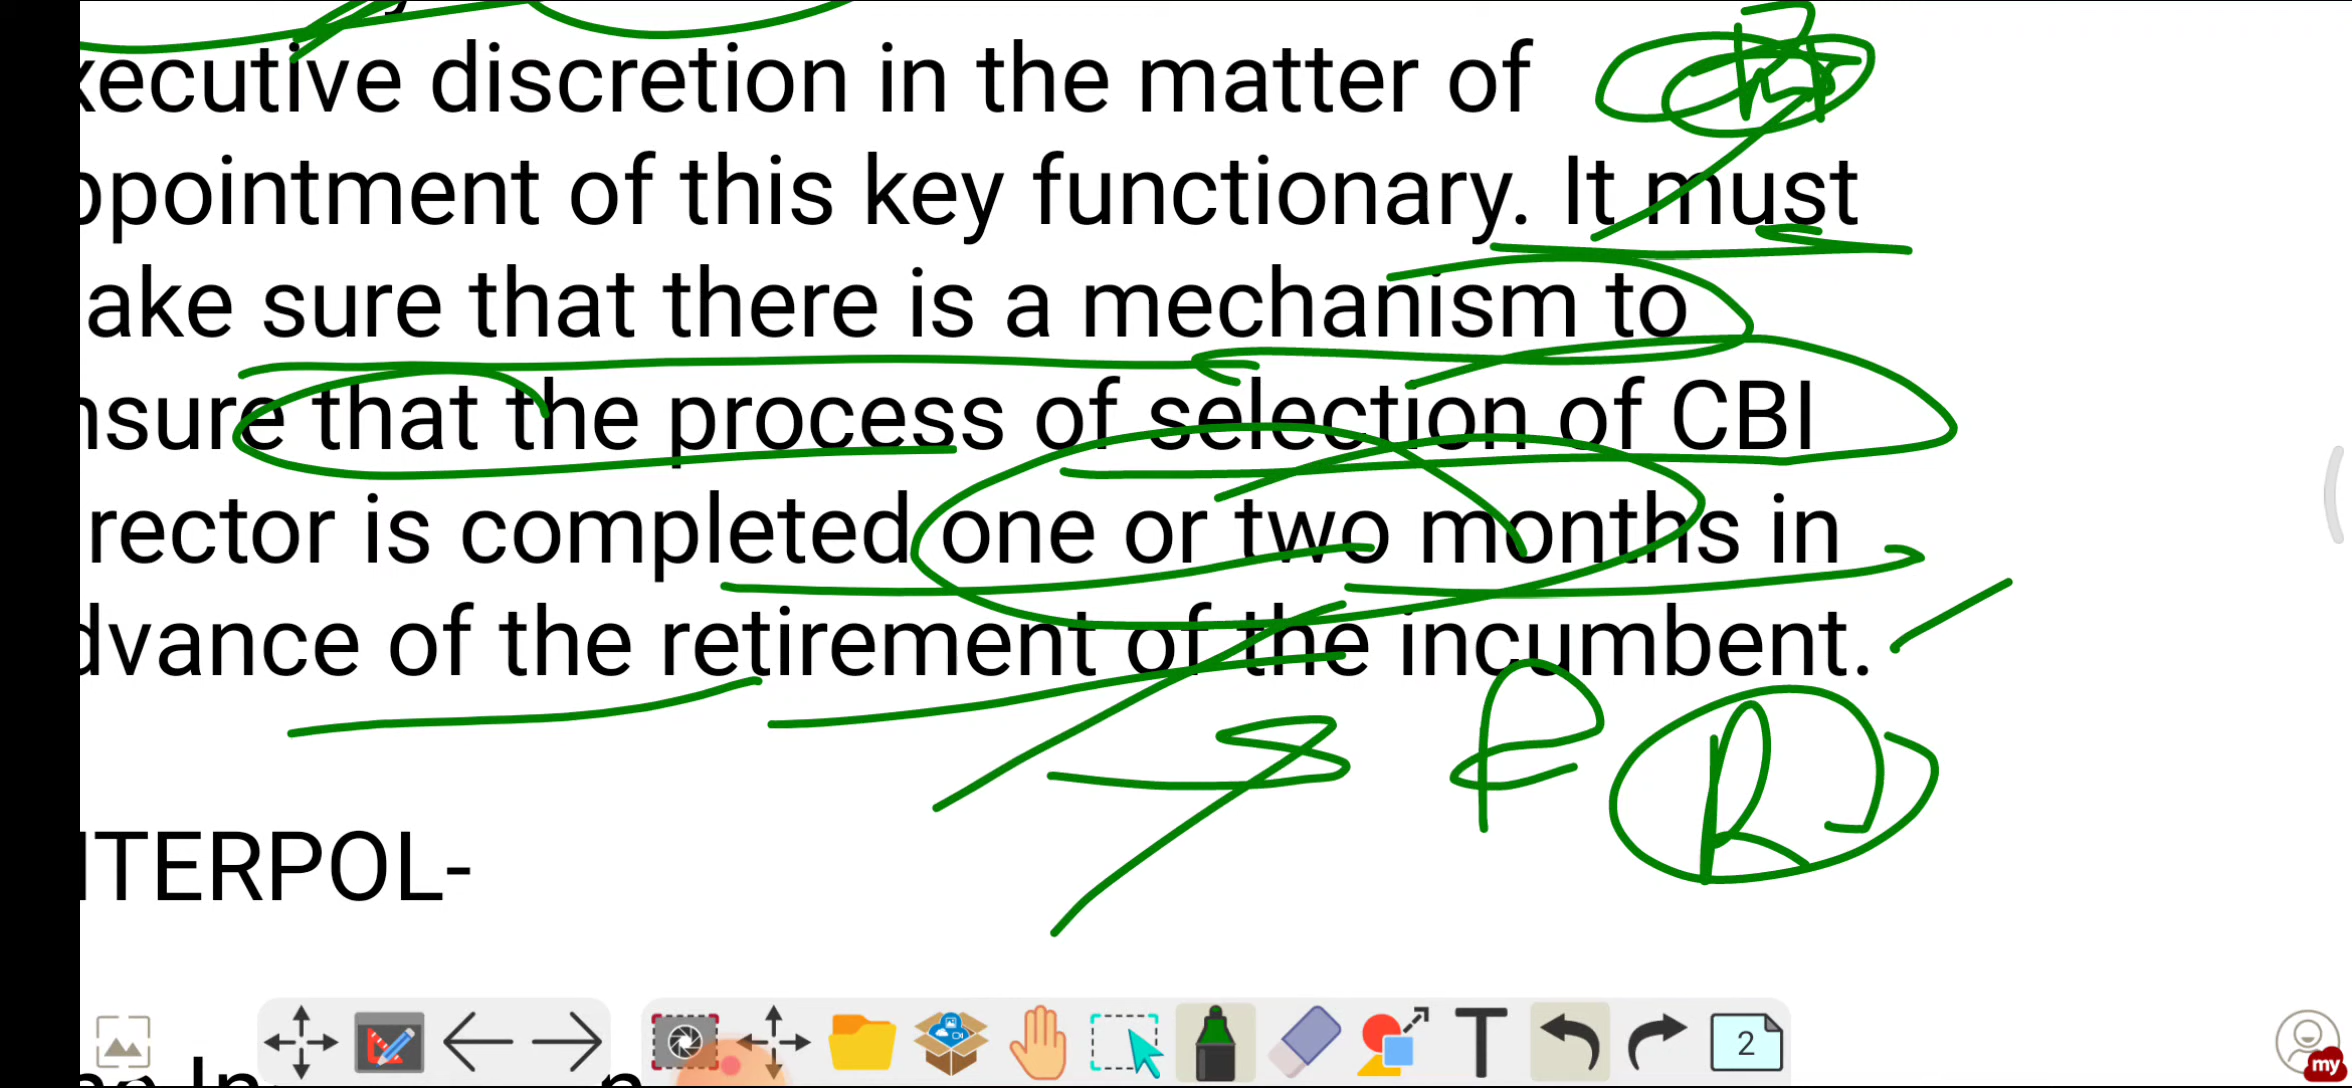 xecutive discretion in the matter of
ppointment of this key functionary. It must
ake sure that there is a mechanism to
nsure that the process of selection of CBI
rector is completed one or two months in
dvance of the retirement of the incumbent.
NTERPOL-
2
my